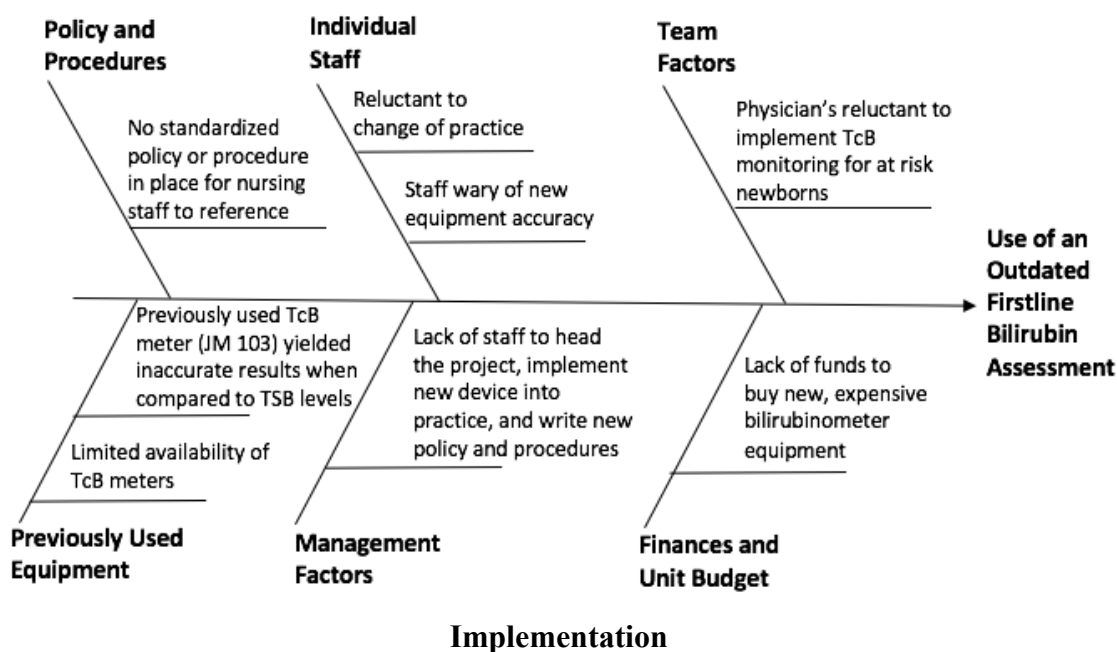 Policy and
Procedures
Individual
Staff
Team
Factors
No standardized
policy or procedure
in place for nursing
staff to reference
Reluctant to
change of practice
Staff wary of new
equipment accuracy
Physician's reluctant to
implement TcB
monitoring for at risk
newborns
Use of an
Outdated
Firstline
Bilirubin
Assessment
Previously used TcB
meter (JM 103) yielded
inaccurate results when
compared to TSB levels
Limited availability of
TcB meters
Lack of staff to head
the project, implement
new device into
practice, and write new
policy and procedures
Lack of funds to
buy new, expensive
bilirubinometer
equipment
Previously Used
Equipment
Management
Factors
Finances and
Unit Budget
Implementation